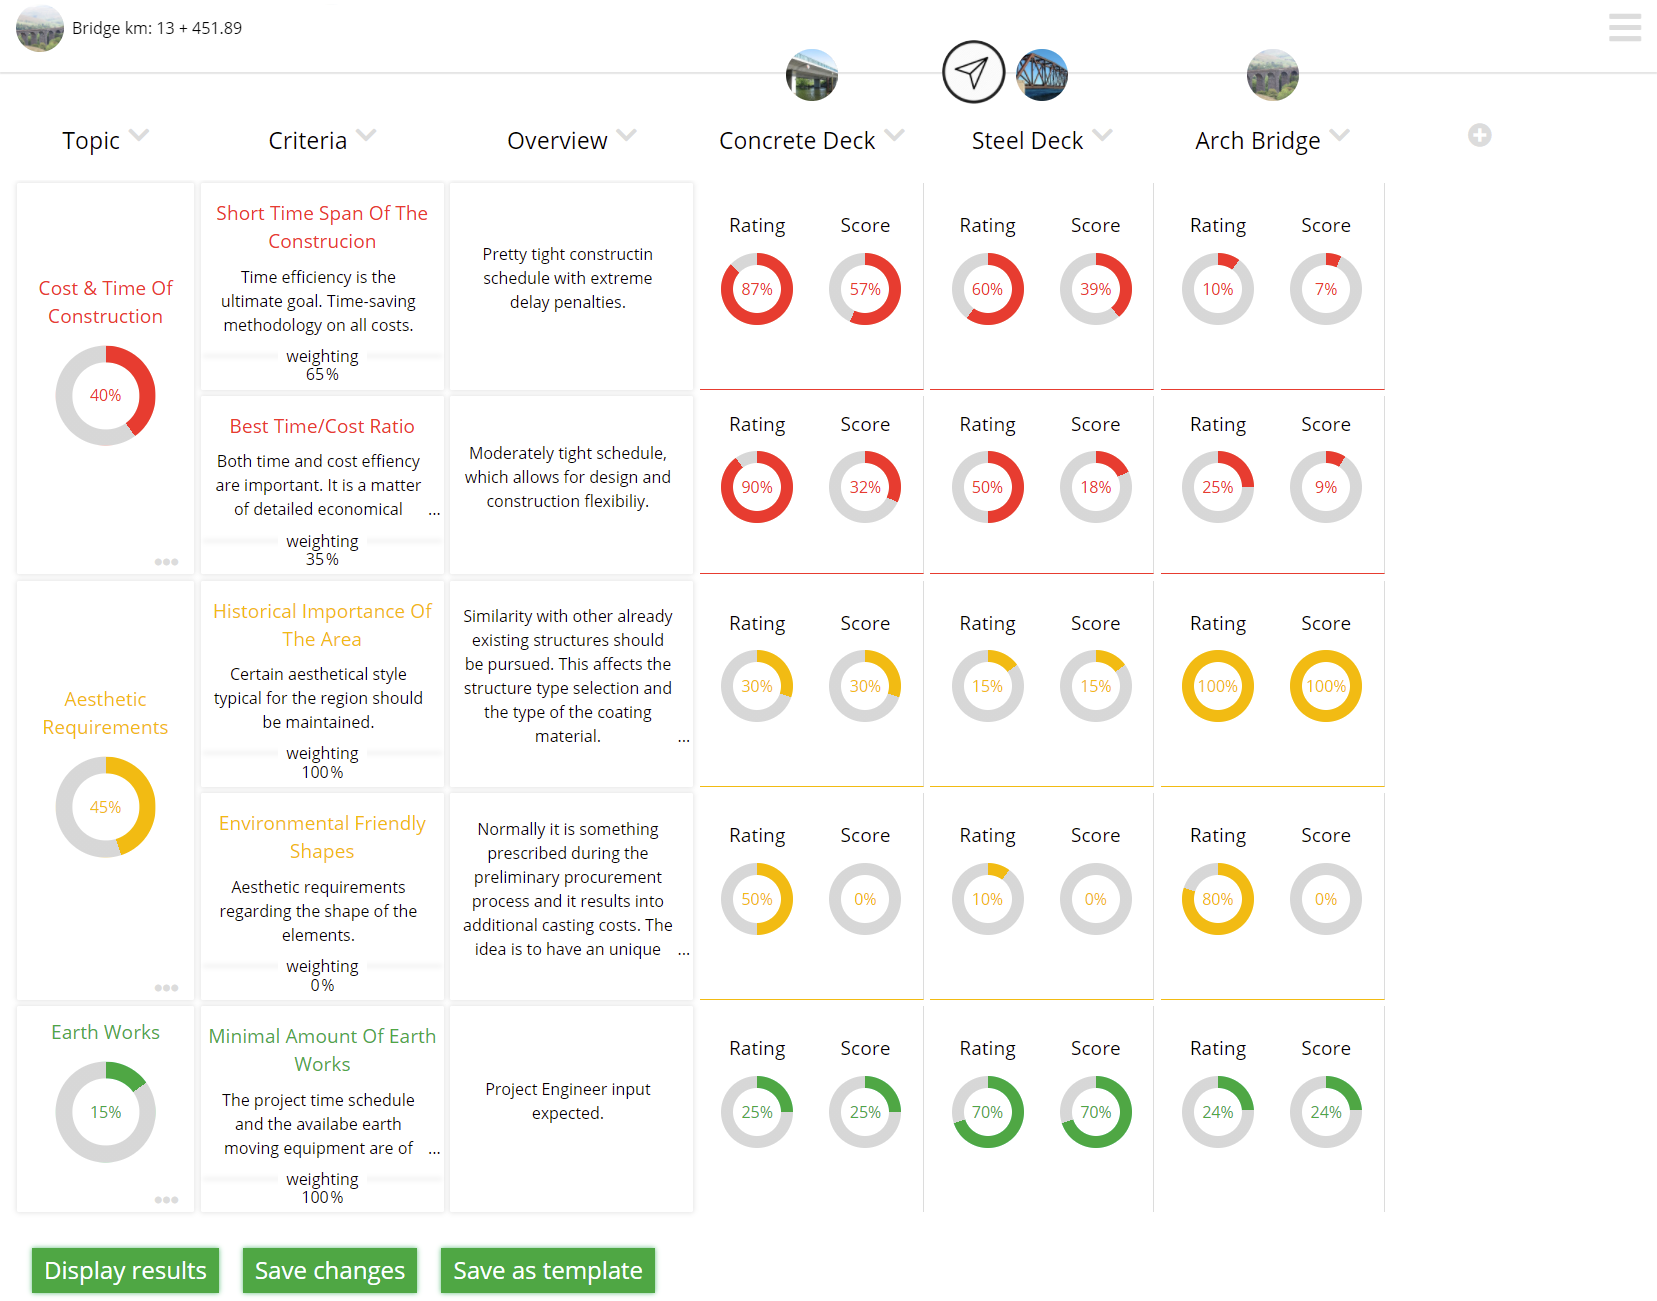 Bridge km: 13 + 451.89
Topic
Criteria
Overview
Concrete Deck
Steel Deck
Arch Bridge
Cost & Time Of
Construction
40%
Short Time Span Of The
Construcion
Time efficiency is the
ultimate goal. Time-saving
methodology on all costs.
weighting
65%
Pretty tight constructin
schedule with extreme
delay penalties.
Rating Score
87% 57%
Rating Score
60% 39%
Rating Score
10% 7%
Best Time/Cost Ratio
Both time and cost effiency
are important. It is a matter
of detailed economical ...
weighting
35%
Moderately tight schedule,
which allows for design and
construction flexibiliy.
Rating Score
90% 32%
Rating Score
50% 18%
Rating Score
25% 9%
Aesthetic
Requirements
45%
Historical Importance Of
The Area
Certain aesthetical style
typical for the region should
be maintained.
weighting
100%
Similarity with other already
existing structures should
be pursued. This affects the
structure type selection and
the type of the coating
material. ...
Rating Score
30% 30%
Rating Score
15% 15%
Rating Score
100% 100%
Environmental Friendly
Shapes
Aesthetic requirements
regarding the shape of the
elements.
weighting
0%
Normally it is something
prescribed during the
preliminary procurement
process and it results into
additional casting costs. The
idea is to have an unique ...
Rating Score
50% 0%
Rating Score
10% 0%
Rating Score
80% 0%
Earth Works
15%
Minimal Amount Of Earth
Works
The project time schedule
and the availabe earth
moving equipment are of ...
weighting
100%
Project Engineer input
expected.
Rating Score
25% 25%
Rating Score
70% 70%
Rating Score
24% 24%
Display results
Save changes
Save as template